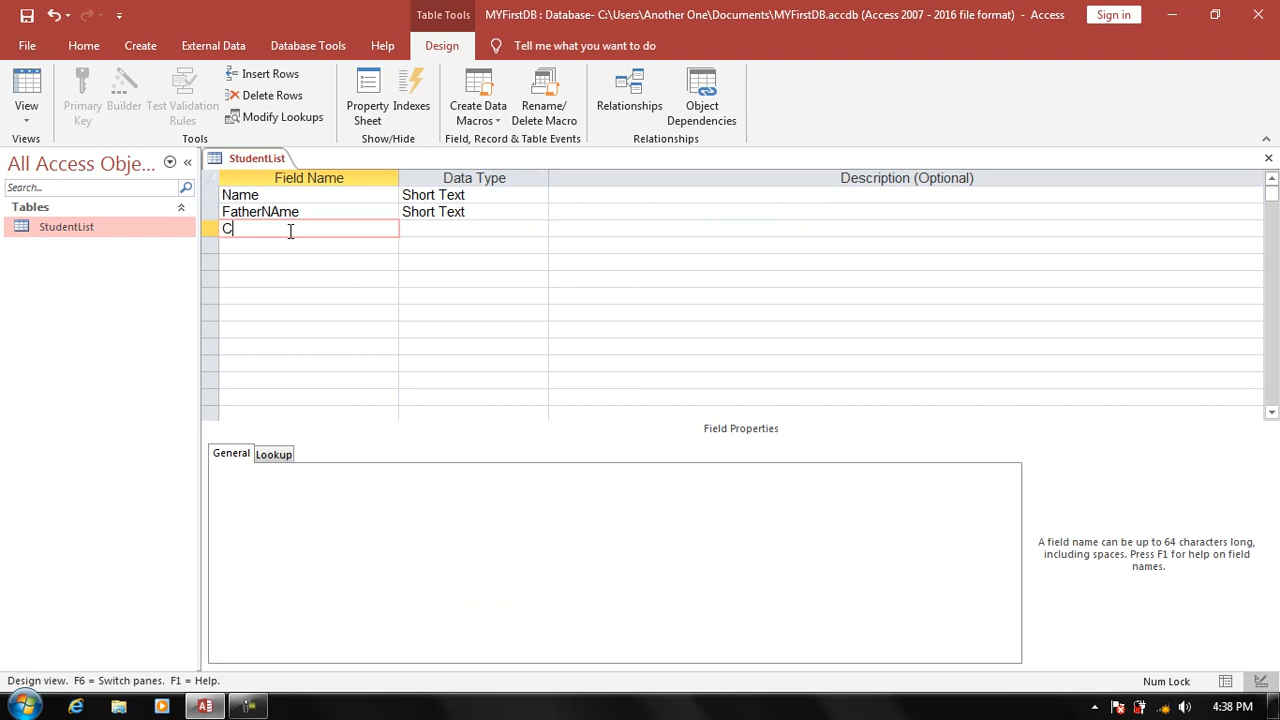 Table Tools
MYFirstDB : Database- C:\Users\Another One\Documents\MYFirstDB.accdb (Access 2007 - 2016 file format) - Access
Sign in
File Home Create External Data Database Tools Help Design Tell me what you want to do
View
Views
Primary Key
Builder
Test Validation Rules
Insert Rows
Delete Rows
Modify Lookups
Tools
Property Sheet
Indexes
Show/Hide
Create Data Macros
Rename/ Delete Macro
Field, Record & Table Events
Relationships
Object Dependencies
Relationships
All Access Obje...
Search...
Tables
StudentList
StudentList
Field Name Data Type Description (Optional)
Name Short Text
FatherNAme Short Text
C
Field Properties
General Lookup
A field name can be up to 64 characters long,
including spaces. Press F1 for help on field
names.
Design view. F6 = Switch panes. F1 = Help.
Num Lock
4:38 PM